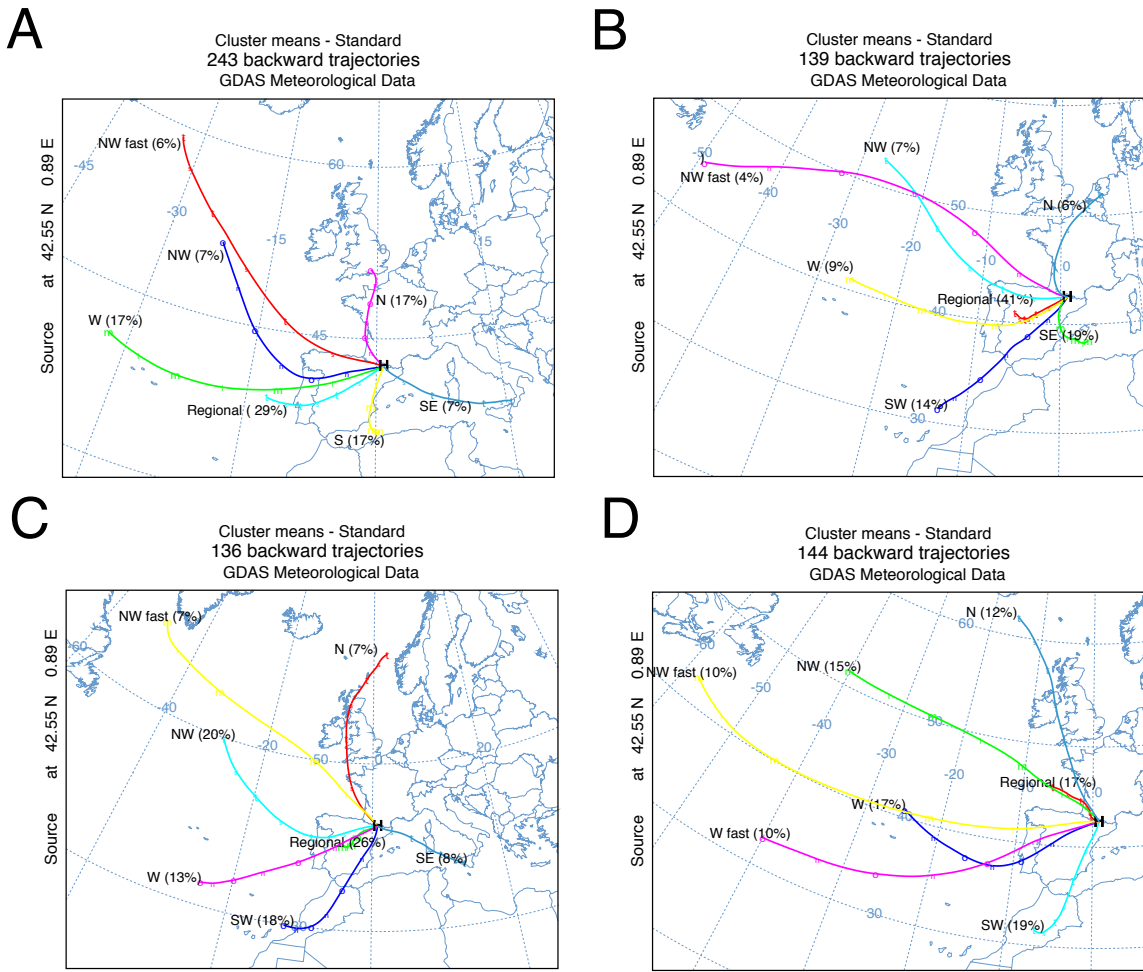 A
Cluster means - Standard
243 backward trajectories
GDAS Meteorological Data
Source at 42.55 N 0.89 E
NW fast (6%)
-45
60
-30
-15
15
NW (7%)
0
N (17%)
W (17%)
45
Regional ( 29%)
SE (7%)
S (17%)
B
Cluster means - Standard
139 backward trajectories
GDAS Meteorological Data
-50
NW (7%)
NW fast (4%)
-40
-30
50
N (6%)
-20
-10
0
10
W (9%)
Regional (41%)
40
SE (19%)
SW (14%)
30
C
Cluster means - Standard
136 backward trajectories
GDAS Meteorological Data
Source at 42.55 N 0.89 E
NW fast (7%)
-60
N (7%)
-40
NW (20%)
-20
50
0
20
Regional (26%)
SE (8%)
W (13%)
SW (18%)
30
D
Cluster means - Standard
144 backward trajectories
GDAS Meteorological Data
Source at 42.55 N 0.89 E
N (12%)
60
-60
NW fast (10%)
NW (15%)
-50
-40
50
-30
-20
Regional (17%)
W (17%)
40
W fast (10%)
30
SW (19%)